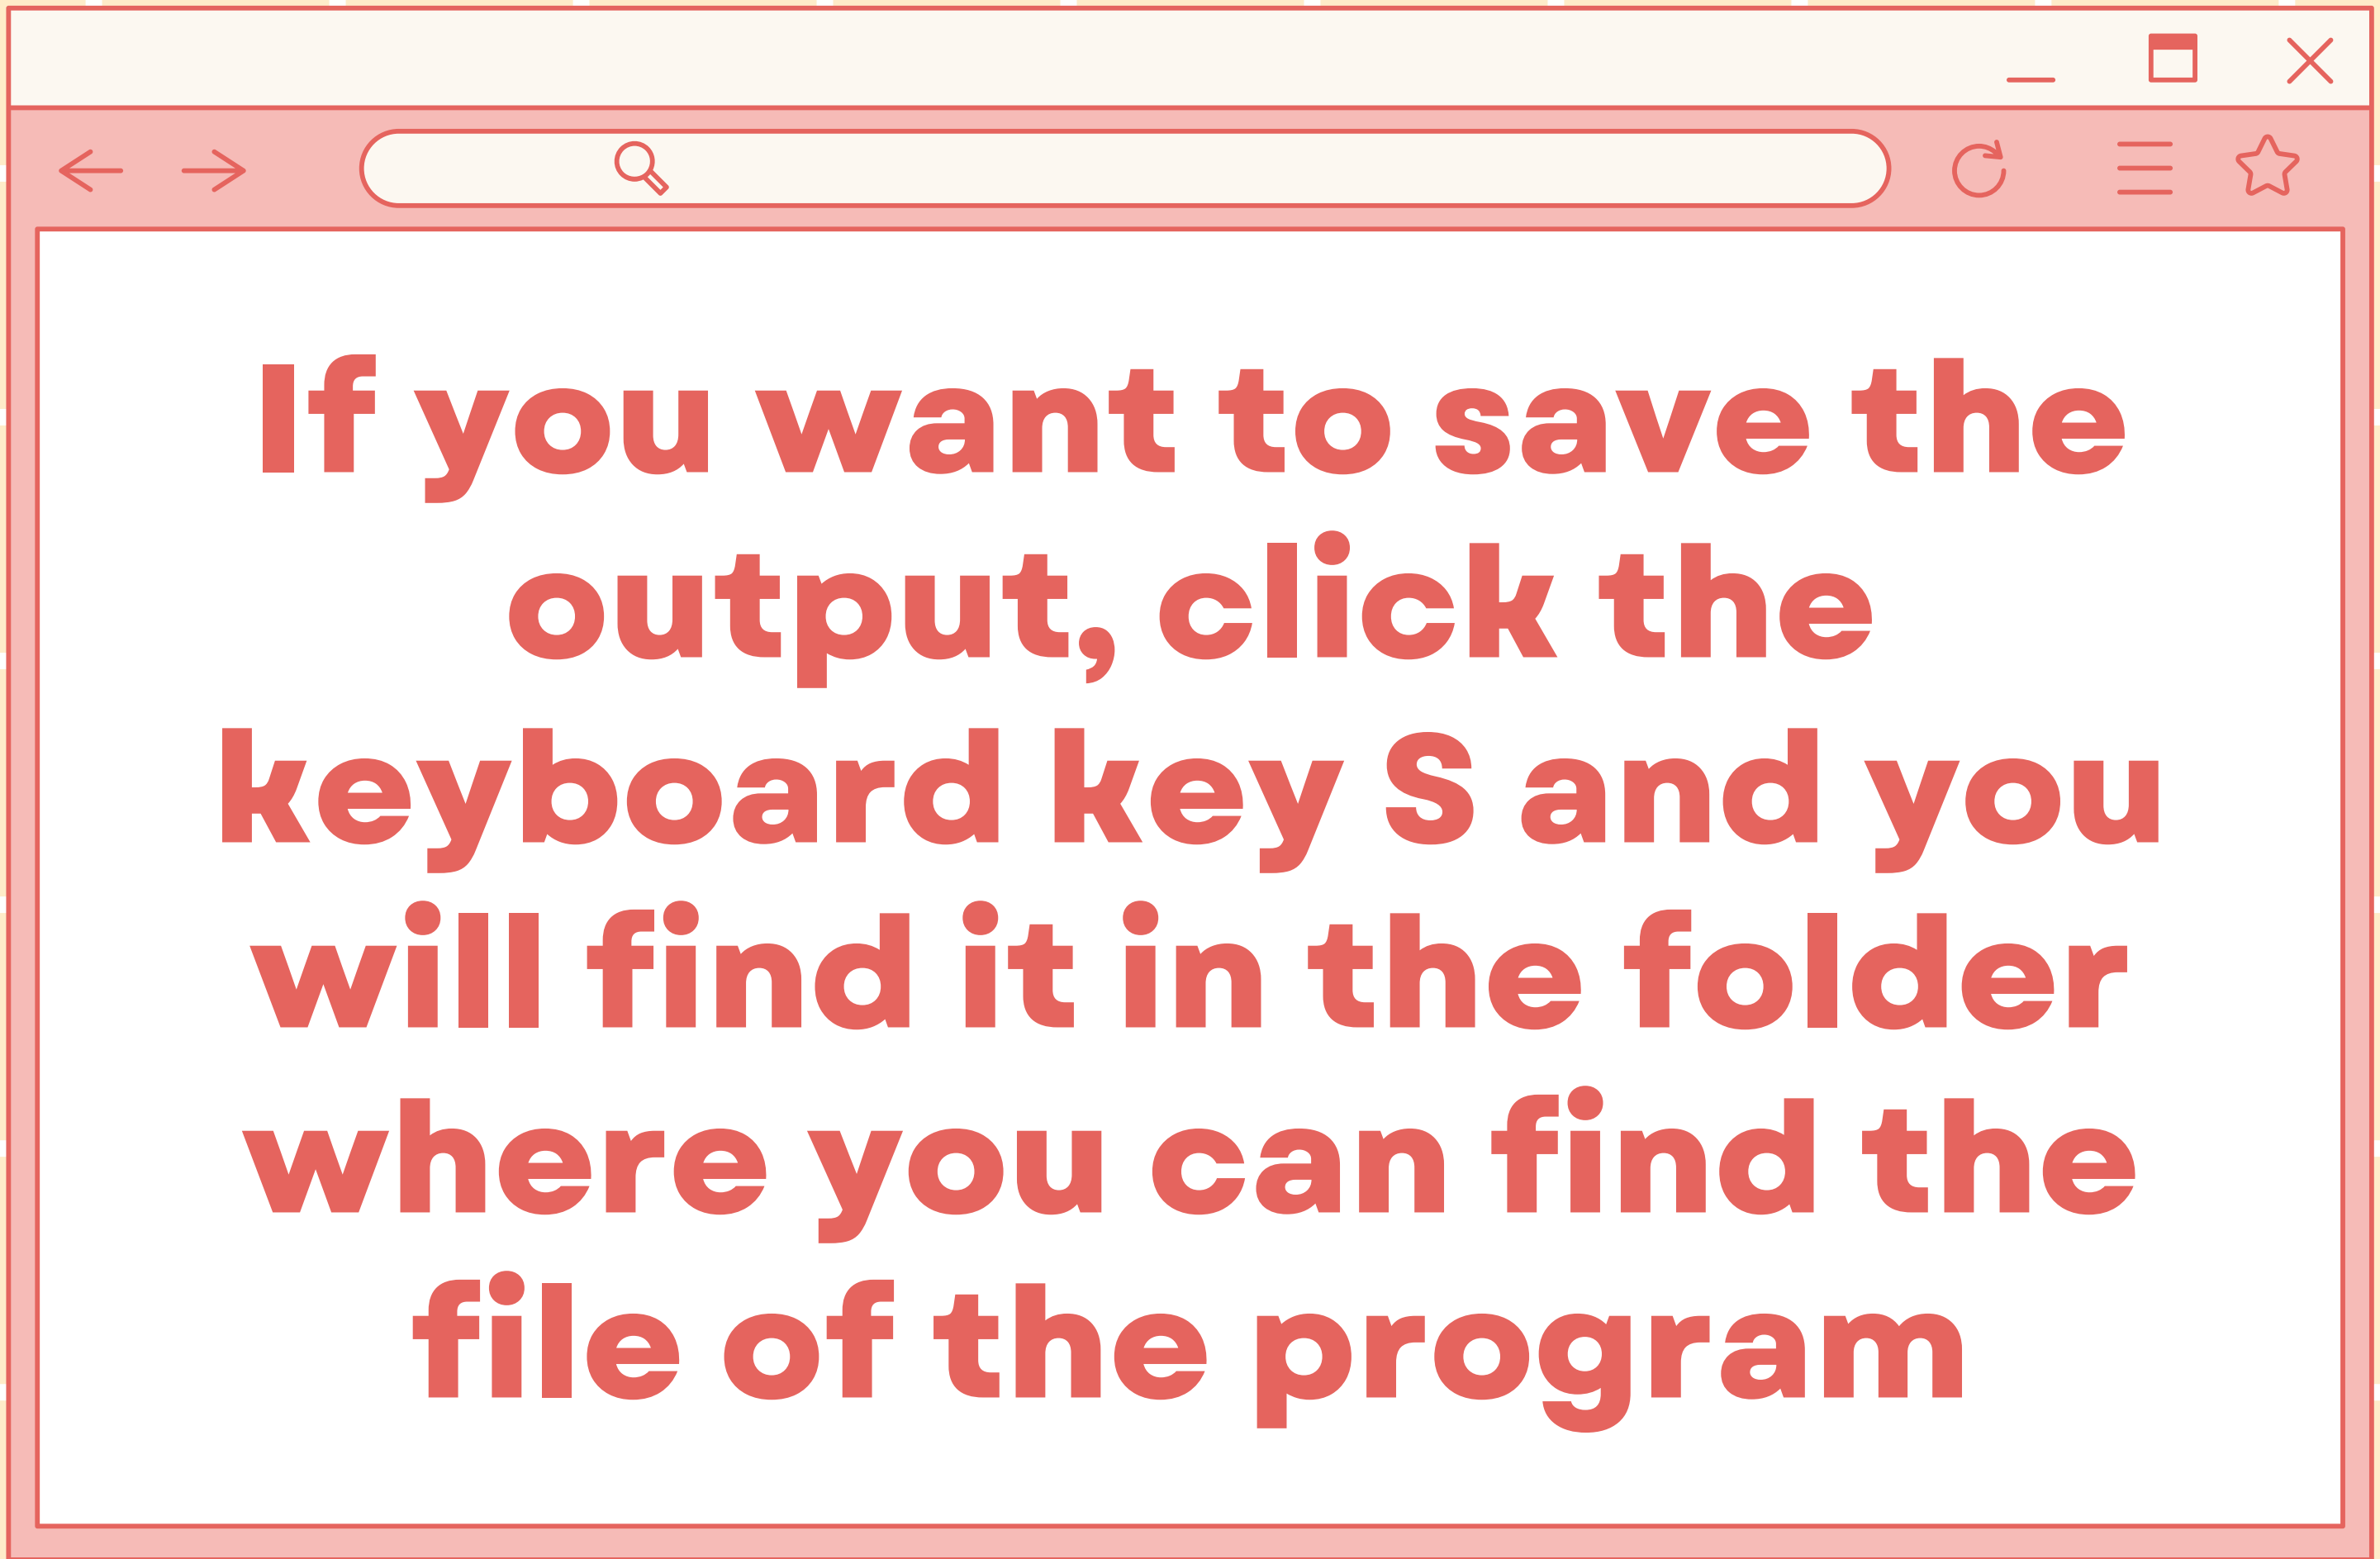 If you want to save the
output, click the
keyboard key S and you
will find it in the folder
where you can find the
file of the program